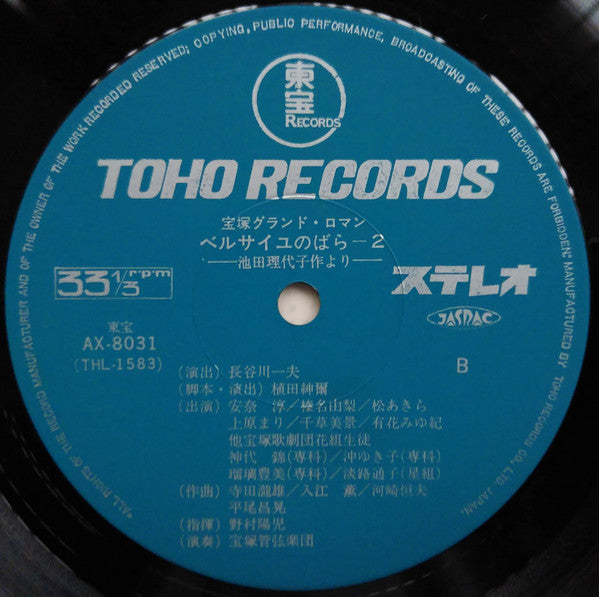 *ALL RIGHTS OF THE RECORD MANUFACTURER AND OF THE OWNER OF THE WORK RECORDED RESERVED; COPYING, PUBLIC PERFORMANCE, BROADCASTING OF THESE RECORDS ARE FORBIDDEN; MANUFACTURED BY TOHO RECORDS CO., LTD. JAPAN.
東宝
RECORDS
TOHO RECORDS
宝塚グランド・ロマン
ベルサイユのばら−2
──池田理代子作より──
33 1/3 rpm
ステレオ
東宝
AX-8031
(THL-1583)
JASRAC
B
(演出)長谷川一夫
(脚本・演出)植田紳爾
(出演)安奈 淳/榛名由梨/松あきら
上原まり/千草美景/有花みゆ紀
他宝塚歌劇団花組生徒
神代 錦(専科)/沖ゆき子(専科)
瑠璃豊美(専科)/淡路通子(星組)
(作曲)寺田瀧雄/入江 薫/河崎恒夫
平尾昌晃
(指揮)野村陽児
(演奏)宝塚管弦楽団